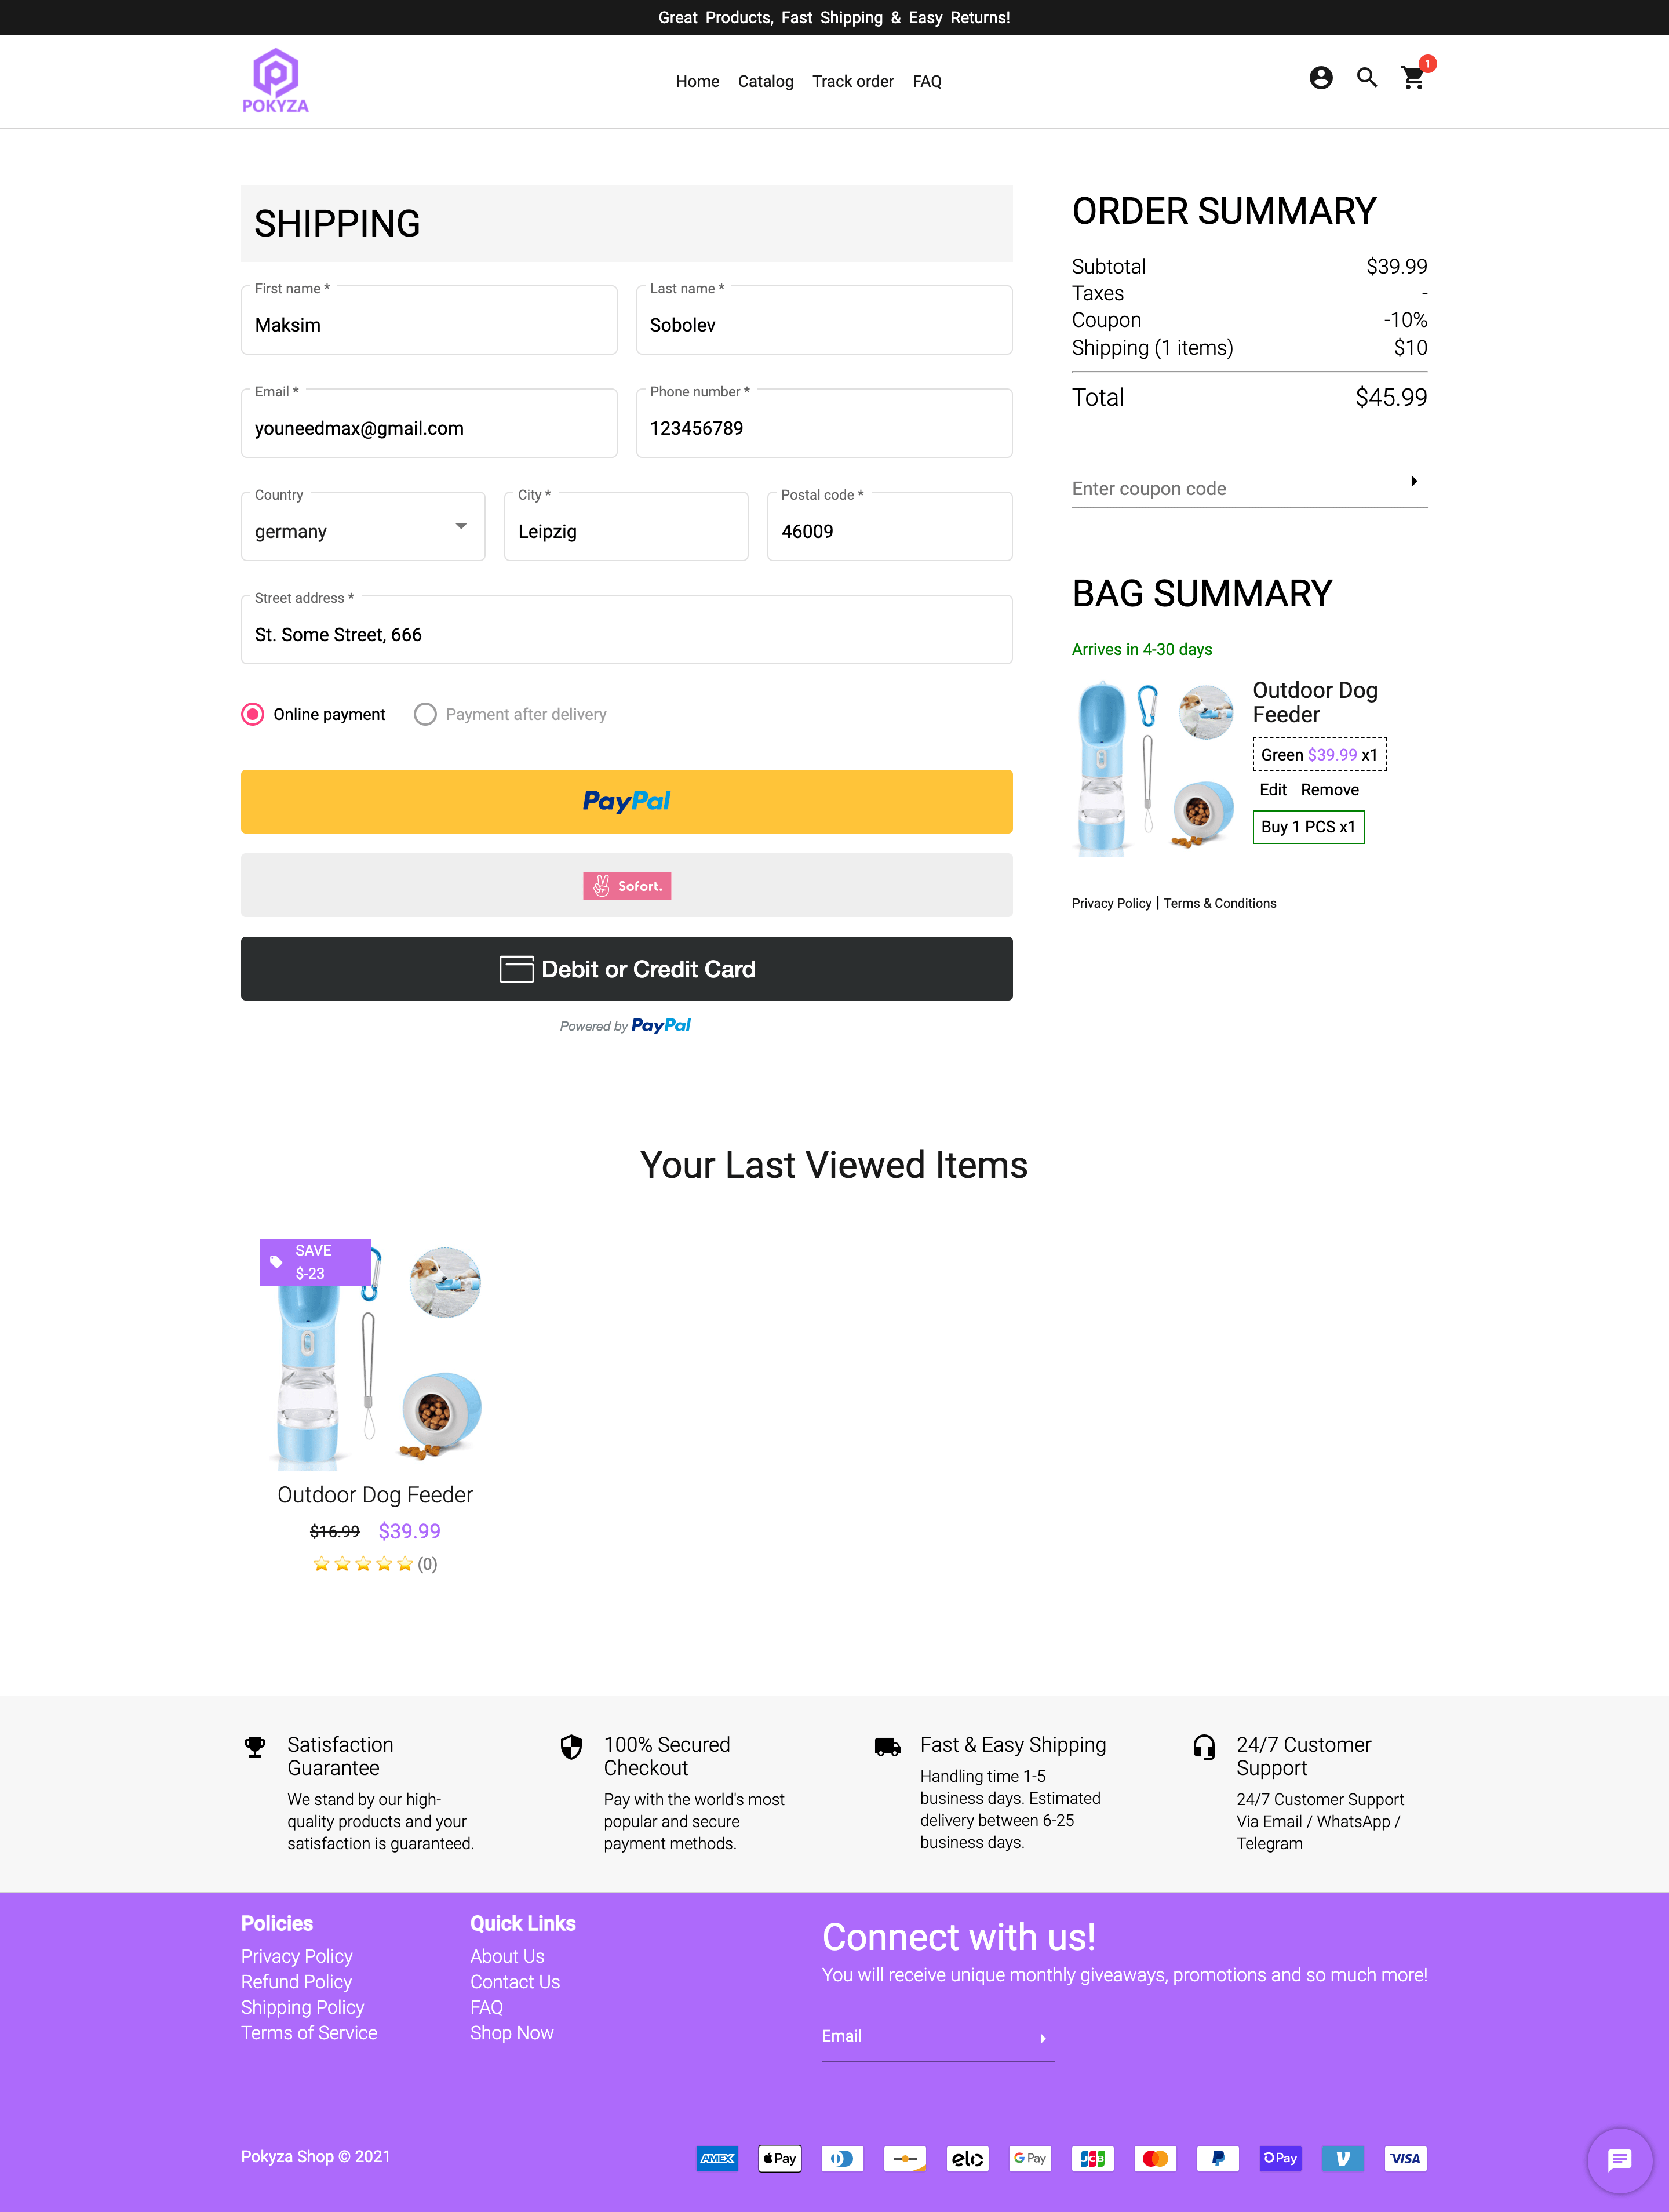 Great Products, Fast Shipping & Easy Returns!
POKYZA
Home Catalog Track order FAQ
1
SHIPPING
First name *
Maksim
Last name *
Sobolev
Email *
youneedmax@gmail.com
Phone number *
123456789
Country
germany
City *
Leipzig
Postal code *
46009
Street address *
St. Some Street, 666
Online payment
Payment after delivery
PayPal
Sofort.
Debit or Credit Card
Powered by PayPal
ORDER SUMMARY
Subtotal $39.99
Taxes -
Coupon -10%
Shipping (1 items) $10
Total $45.99
Enter coupon code
BAG SUMMARY
Arrives in 4-30 days
Outdoor Dog
Feeder
Green $39.99 x1
Edit Remove
Buy 1 PCS x1
Privacy Policy | Terms & Conditions
Your Last Viewed Items
SAVE
$-23
Outdoor Dog Feeder
$16.99 $39.99
(0)
Satisfaction
Guarantee
We stand by our high-
quality products and your
satisfaction is guaranteed.
100% Secured
Checkout
Pay with the world's most
popular and secure
payment methods.
Fast & Easy Shipping
Handling time 1-5
business days. Estimated
delivery between 6-25
business days.
24/7 Customer
Support
24/7 Customer Support
Via Email / WhatsApp /
Telegram
Policies
Privacy Policy
Refund Policy
Shipping Policy
Terms of Service
Quick Links
About Us
Contact Us
FAQ
Shop Now
Connect with us!
You will receive unique monthly giveaways, promotions and so much more!
Email
Pokyza Shop © 2021
AMEX Pay elo G Pay JCB Pay VISA